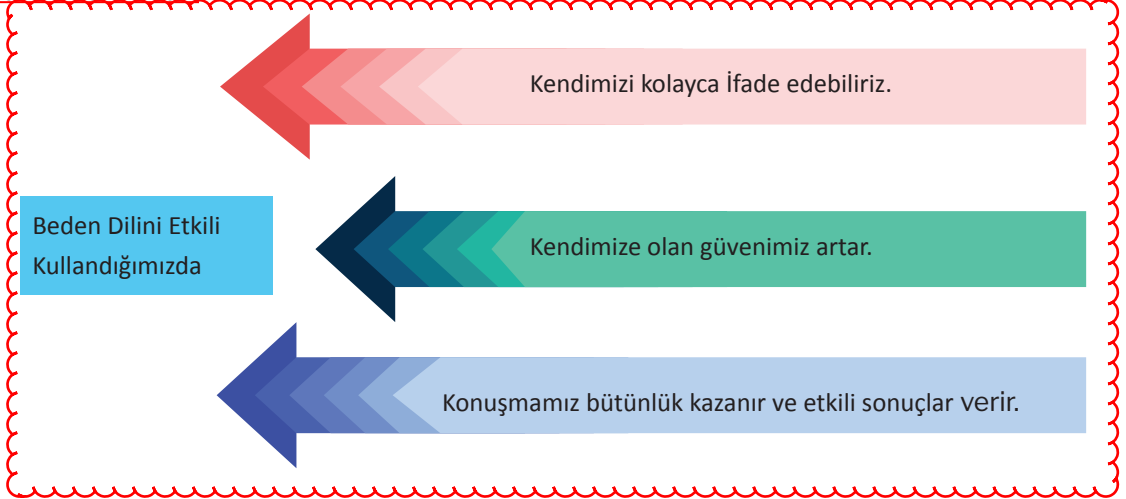 Kendimizi kolayca İfade edebiliriz.
Beden Dilini Etkili
Kullandığımızda
Kendimize olan güvenimiz artar.
Konuşmamız bütünlük kazanır ve etkili sonuçlar verir.